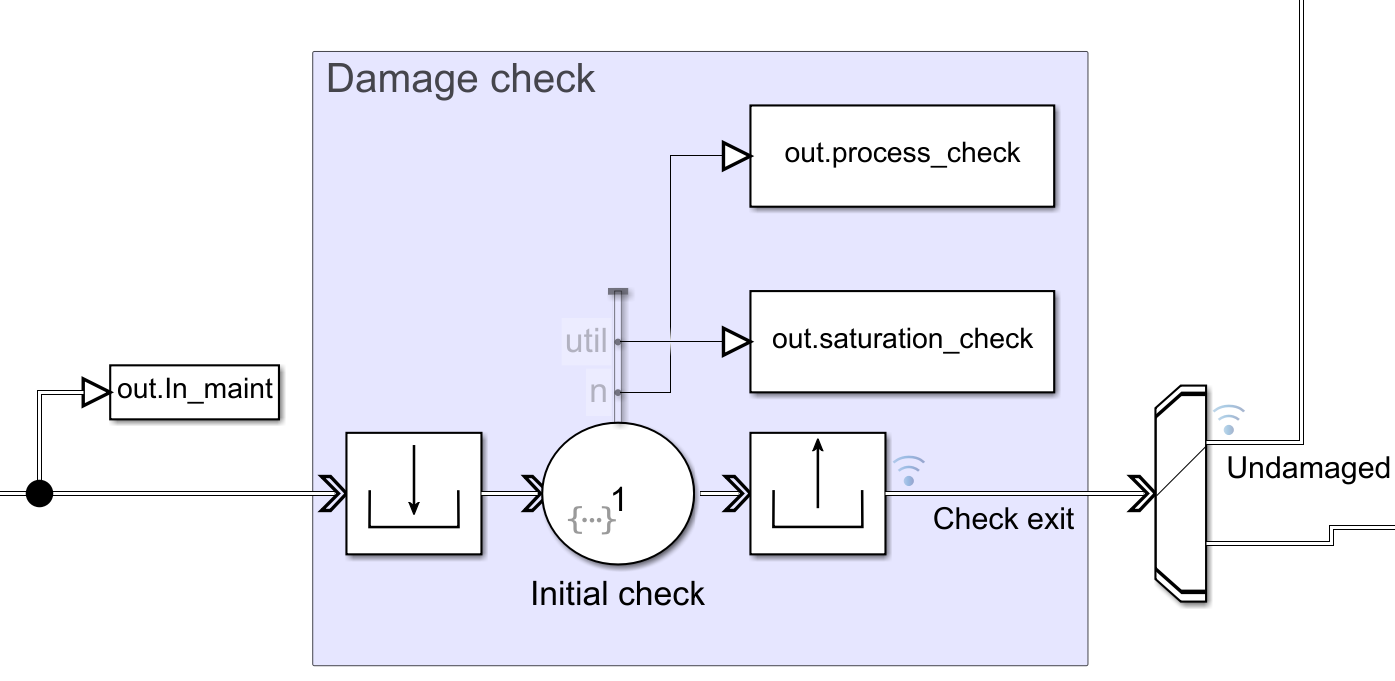 Damage check
out.process_check
util
out.saturation_check
n
out.In_maint
1
{...}
Undamaged
Check exit
Initial check